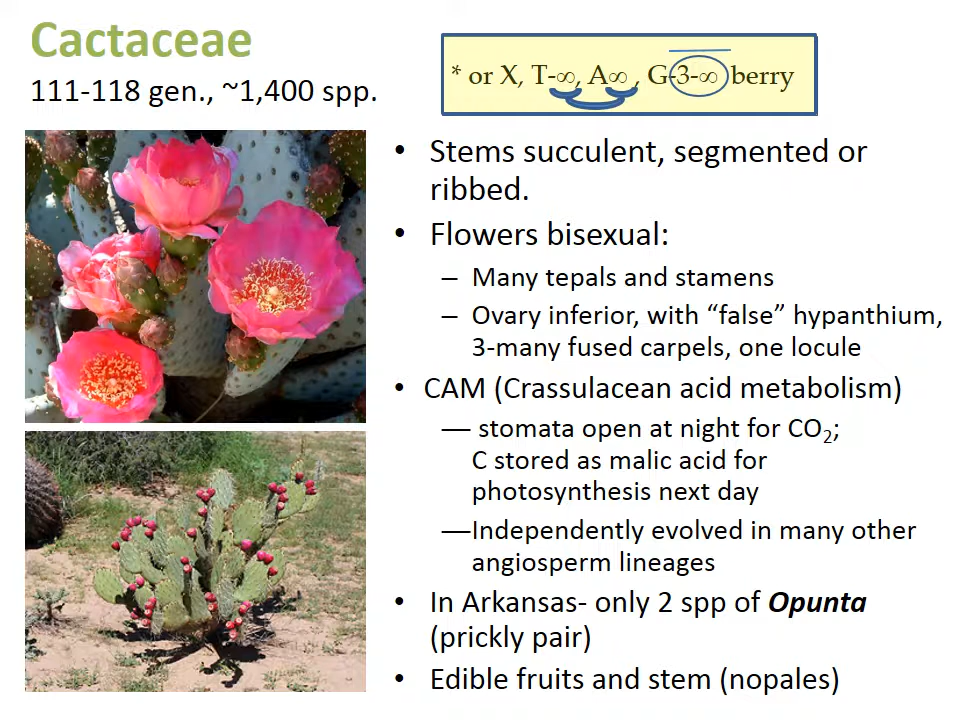 Cactaceae
111-118 gen., ~1,400 spp.
* or X, T-∞, A∞ , G-3-∞ berry
• Stems succulent, segmented or
ribbed.
• Flowers bisexual:
– Many tepals and stamens
– Ovary inferior, with “false” hypanthium,
3-many fused carpels, one locule
• CAM (Crassulacean acid metabolism)
— stomata open at night for CO₂;
C stored as malic acid for
photosynthesis next day
—Independently evolved in many other
angiosperm lineages
• In Arkansas- only 2 spp of Opunta
(prickly pair)
• Edible fruits and stem (nopales)